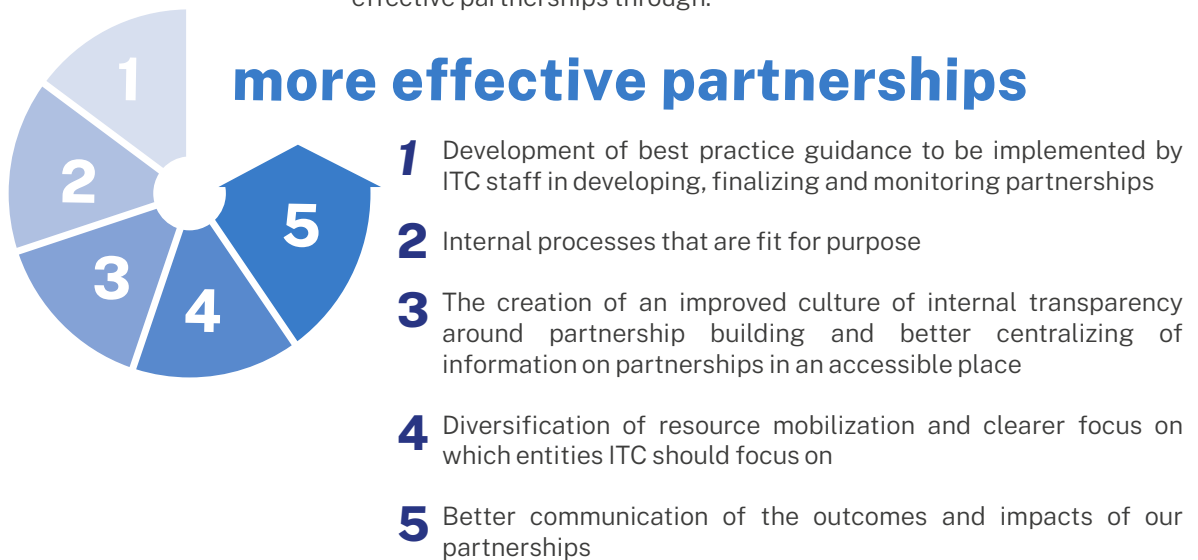 effective partnerships through:
more effective partnerships
1
2
3
4
5
1 Development of best practice guidance to be implemented by
ITC staff in developing, finalizing and monitoring partnerships
2 Internal processes that are fit for purpose
3 The creation of an improved culture of internal transparency
around partnership building and better centralizing of
information on partnerships in an accessible place
4 Diversification of resource mobilization and clearer focus on
which entities ITC should focus on
5 Better communication of the outcomes and impacts of our
partnerships